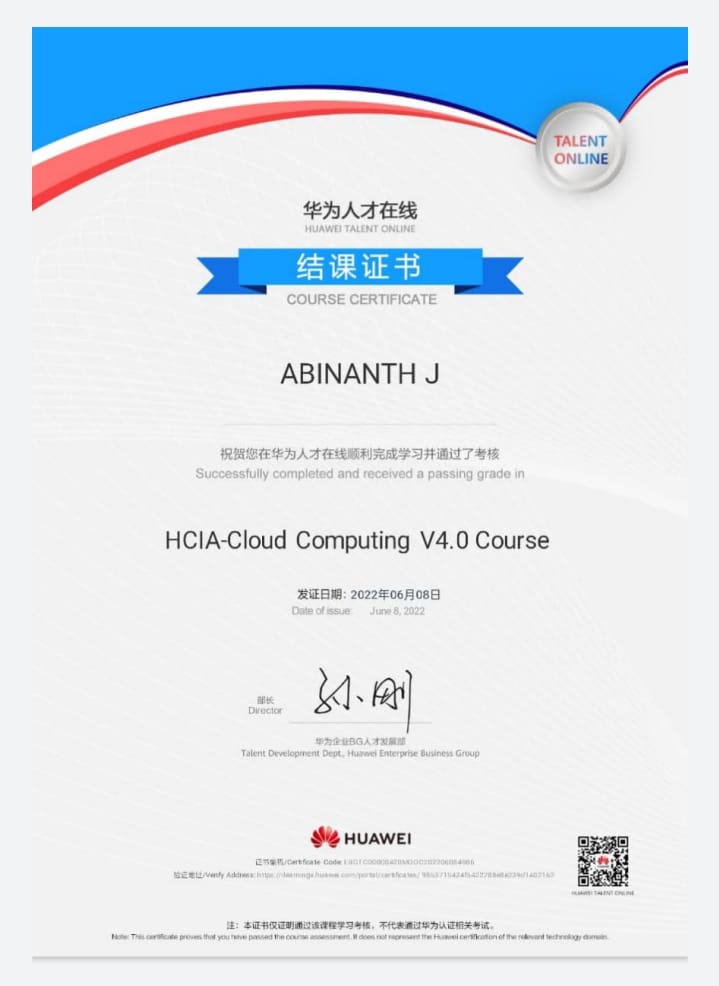 TALENT
ONLINE
华为人才在线
HUAWEI TALENT ONLINE
结课证书
COURSE CERTIFICATE
ABINANTH J
祝贺您在华为人才在线顺利完成学习并通过了考核
Successfully completed and received a passing grade in
HCIA-Cloud Computing V4.0 Course
发证日期: 2022年06月08日
Date of issue: June 8, 2022
部长
Director
孙刚
华为企业BG人才发展部
Talent Development Dept., Huawei Enterprise Business Group
HUAWEI
证书编码/Certificate Code:
验证地址/Verify Address: https://elearningx.huawei.com/portal/certificates/
HUAWEI TALENT ONLINE
注：本证书仅证明通过该课程学习考核，不代表通过华为认证相关考试。
Note: This certificate proves that you have passed the course assessment. It does not represent the Huawei certification of the relevant technology domain.